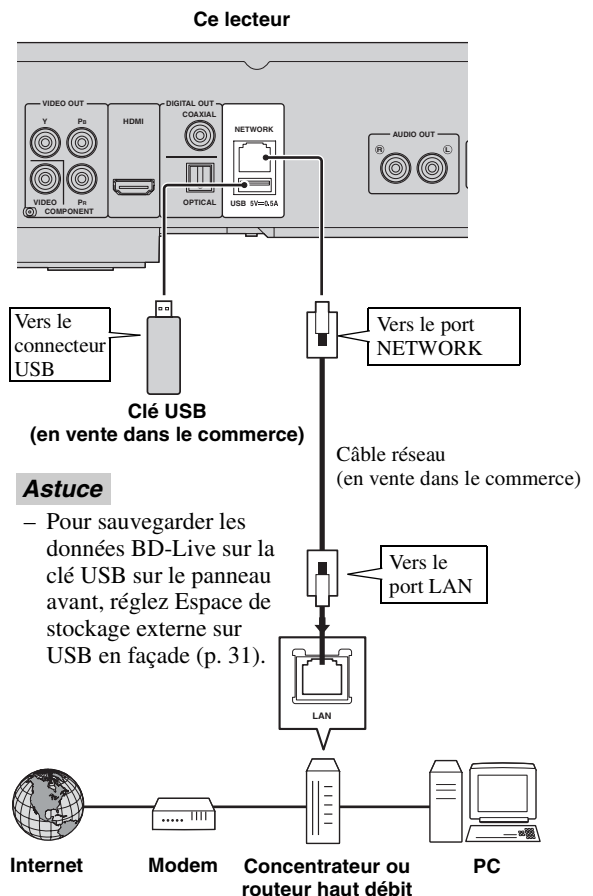 Ce lecteur
VIDEO OUT
Y
PB
VIDEO
PR
COMPONENT
HDMI
DIGITAL OUT
COAXIAL
OPTICAL
NETWORK
USB 5V⎓0.5A
AUDIO OUT
R
L
Vers le
connecteur
USB
Vers le port
NETWORK
Clé USB
(en vente dans le commerce)
Câble réseau
(en vente dans le commerce)
Astuce
– Pour sauvegarder les
données BD-Live sur la
clé USB sur le panneau
avant, réglez Espace de
stockage externe sur
USB en façade (p. 31).
Vers le
port LAN
LAN
Internet
Modem
Concentrateur ou
routeur haut débit
PC